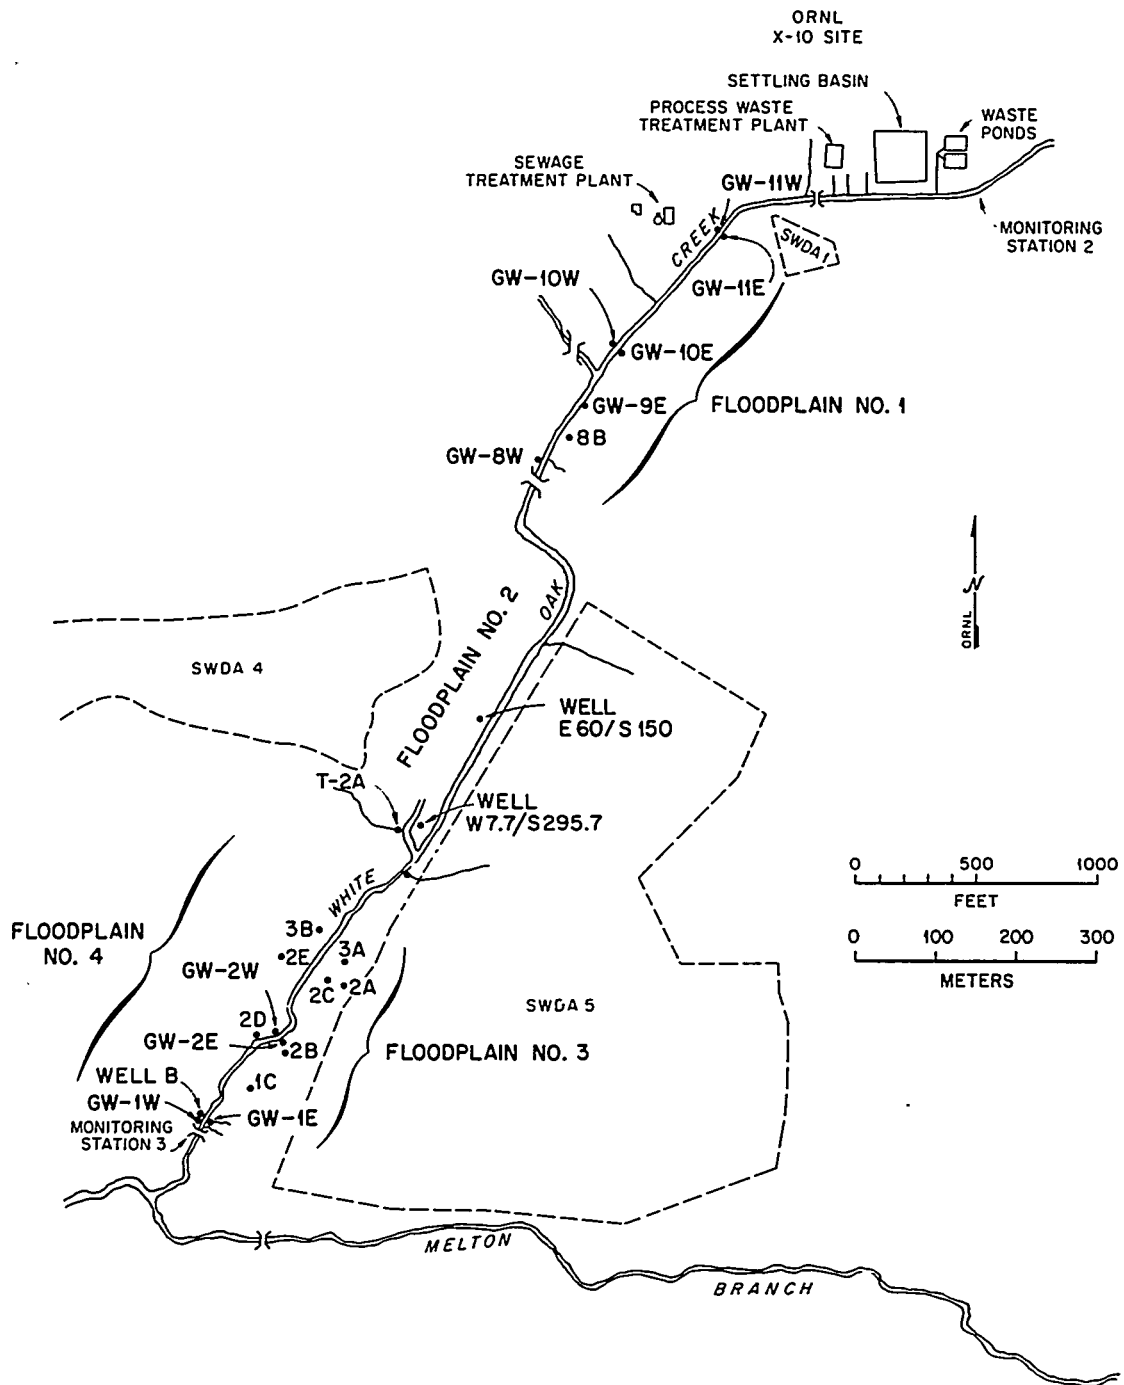 ORNL
X-10 SITE
SETTLING BASIN
PROCESS WASTE
TREATMENT PLANT
WASTE
PONDS
SEWAGE
TREATMENT PLANT
GW-11W
MONITORING
STATION 2
CREEK
SWDA 1
GW-11E
GW-10W
GW-10E
GW-9E
FLOODPLAIN NO. 1
8B
GW-8W
N
ORNL
OAK
FLOODPLAIN NO. 2
SWDA 4
WELL
E60/S150
T-2A
WELL
W7.7/S295.7
WHITE
0 500 1000
FEET
0 100 200 300
METERS
FLOODPLAIN
NO. 4
3B
2E
3A
GW-2W
2C
2A
SWDA 5
2D
GW-2E
2B
FLOODPLAIN NO. 3
WELL B
1C
GW-1W
GW-1E
MONITORING
STATION 3
MELTON
BRANCH